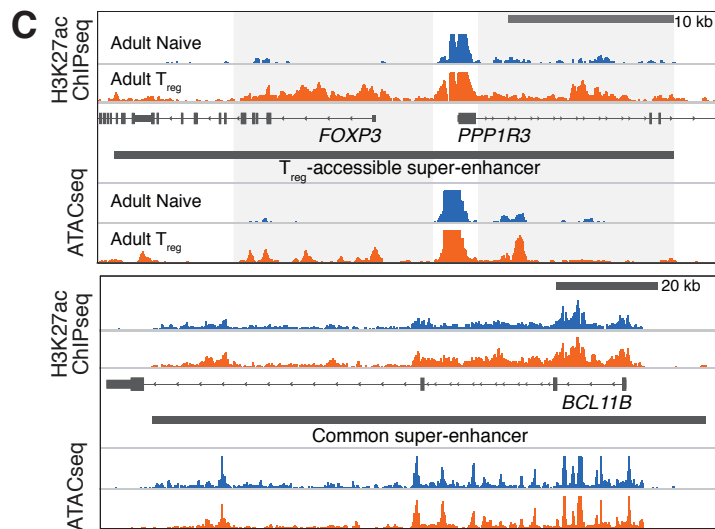 C
H3K27ac
ChIPseq
10 kb
Adult Naive
Adult Treg
FOXP3
PPP1R3
Treg-accessible super-enhancer
ATACseq
Adult Naive
Adult Treg
H3K27ac
ChIPseq
20 kb
BCL11B
Common super-enhancer
ATACseq